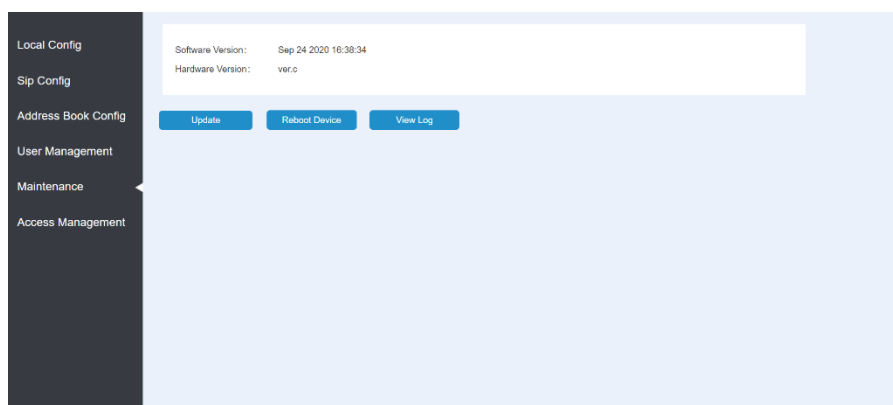 Local Config
Sip Config
Address Book Config
User Management
Maintenance
Access Management
Software Version: Sep 24 2020 16:38:34
Hardware Version: ver.c
Update Reboot Device View Log